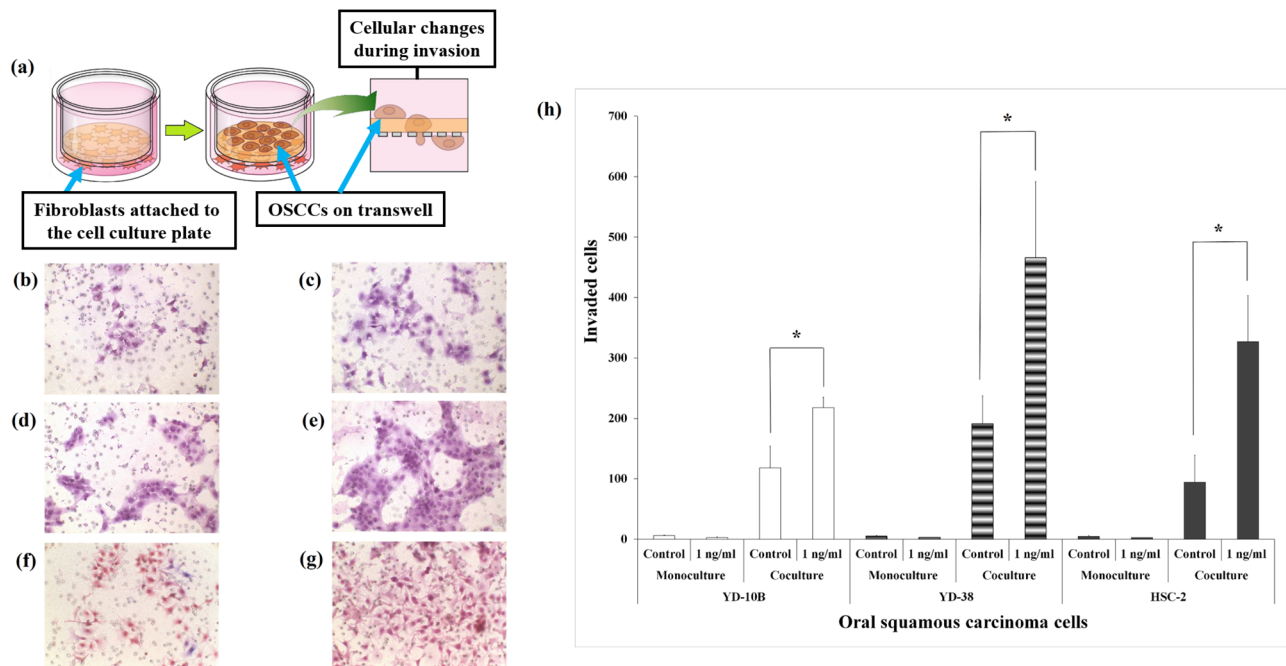 (a)
Cellular changes
during invasion
Fibroblasts attached to
the cell culture plate
OSCCs on transwell
(b)
(c)
(d)
(e)
(f)
(g)
(h)
700
600
500
400
300
200
100
0
Invaded cells
*
*
*
Control 1 ng/ml Control 1 ng/ml Control 1 ng/ml Control 1 ng/ml Control 1 ng/ml Control 1 ng/ml
Monoculture Coculture Monoculture Coculture Monoculture Coculture
YD-10B YD-38 HSC-2
Oral squamous carcinoma cells